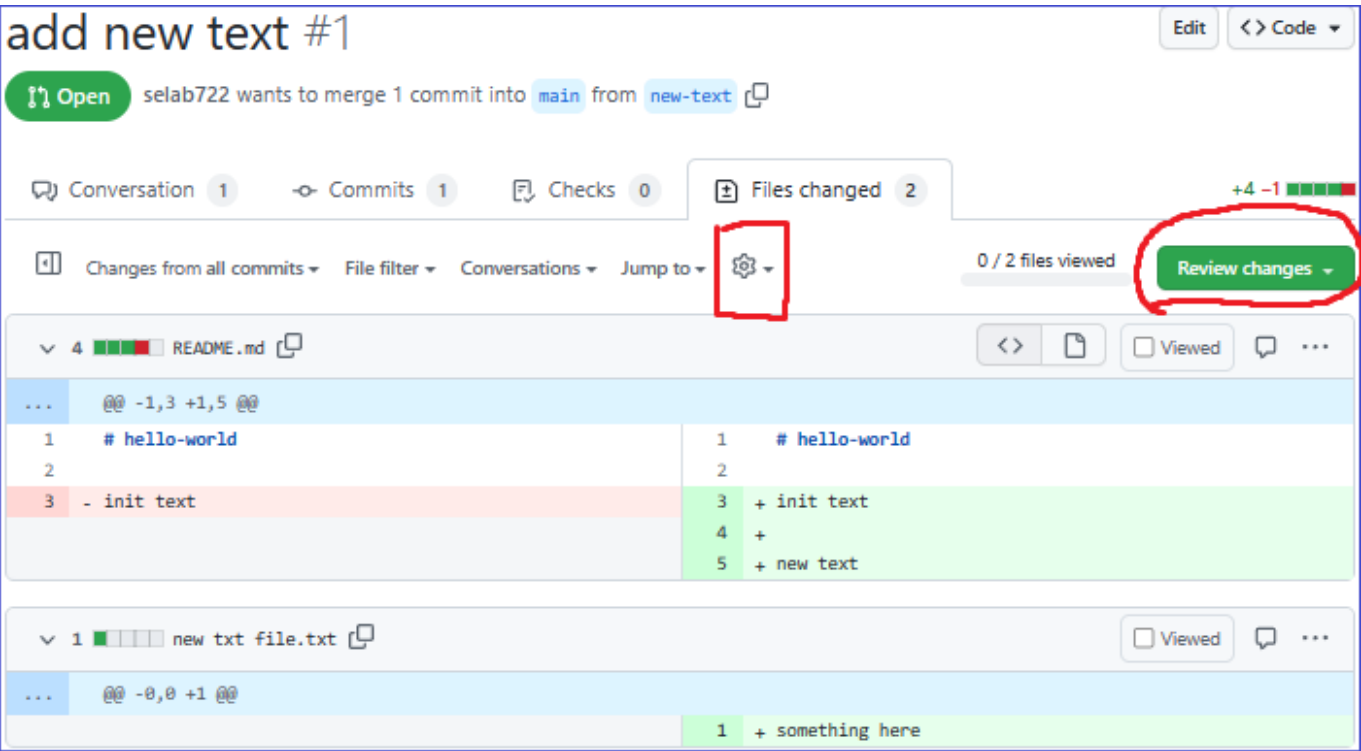 add new text #1
Edit
<> Code
Open
selab722 wants to merge 1 commit into main from new-text
Conversation 1
Commits 1
Checks 0
Files changed 2
+4 −1
Changes from all commits
File filter
Conversations
Jump to
0 / 2 files viewed
Review changes
4 README.md
<>
Viewed
...
@@ -1,3 +1,5 @@
1 # hello-world
1 # hello-world
2
2
3 - init text
3 + init text
4 +
5 + new text
1 new txt file.txt
Viewed
...
@@ -0,0 +1 @@
1 + something here